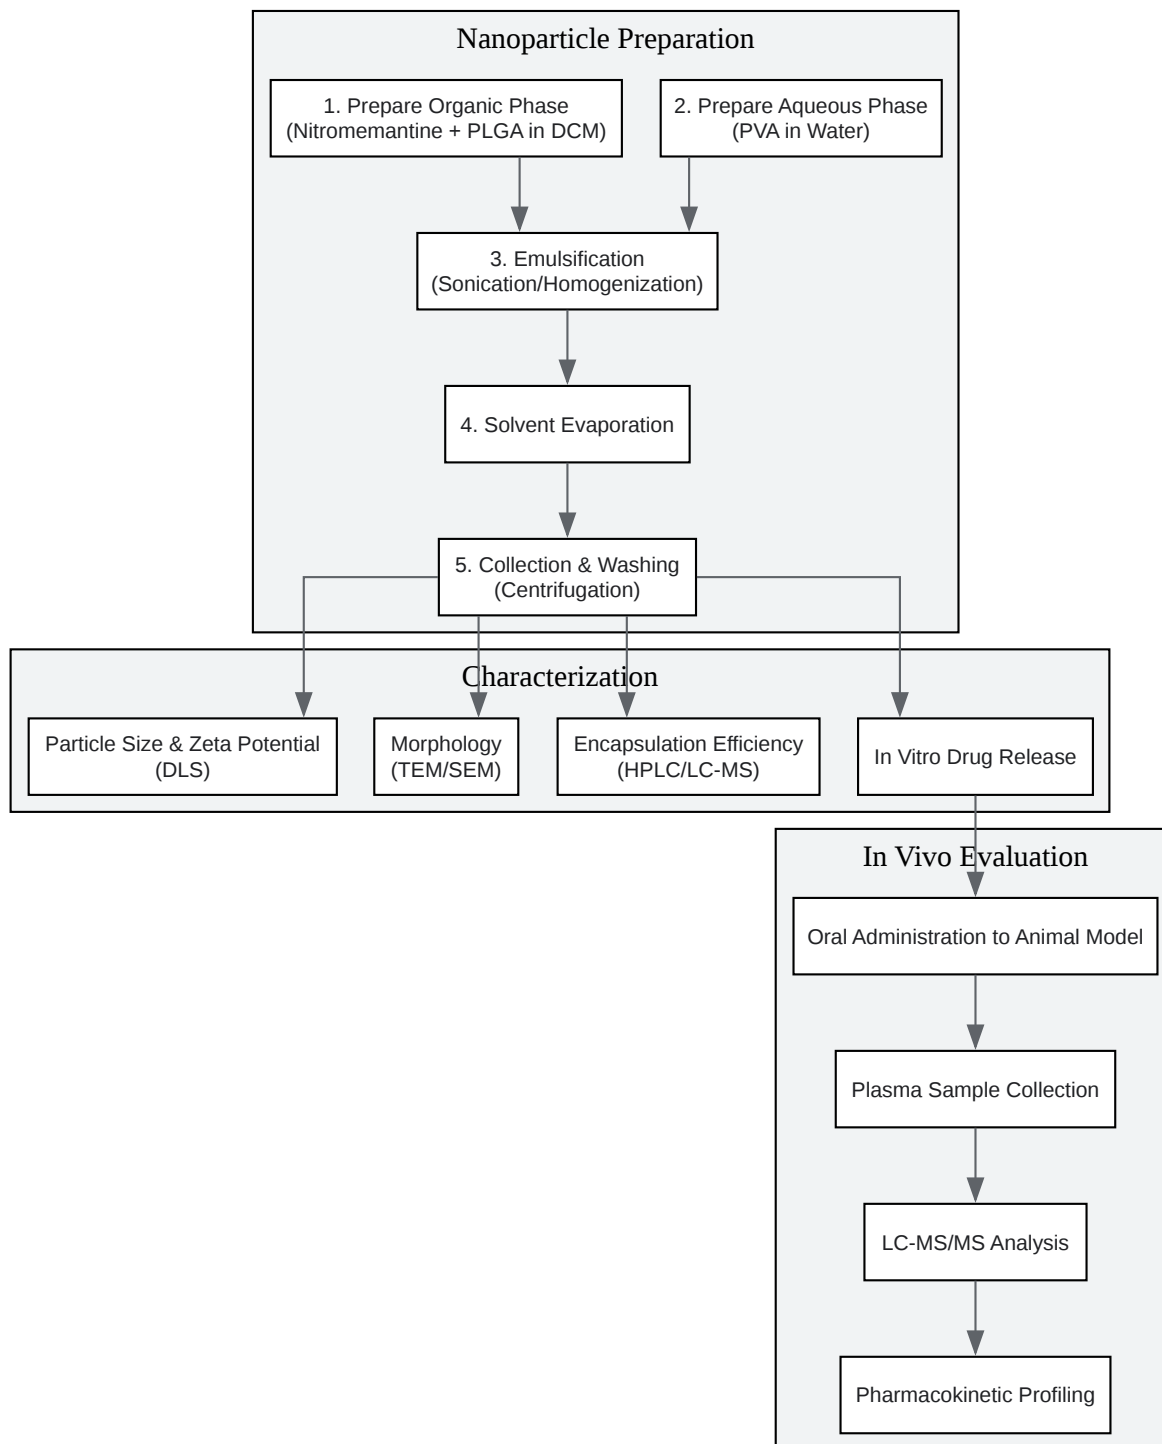 Nanoparticle Preparation
1. Prepare Organic Phase
(Nitromemantine + PLGA in DCM)
2. Prepare Aqueous Phase
(PVA in Water)
3. Emulsification
(Sonication/Homogenization)
4. Solvent Evaporation
5. Collection & Washing
(Centrifugation)
Characterization
Particle Size & Zeta Potential
(DLS)
Morphology
(TEM/SEM)
Encapsulation Efficiency
(HPLC/LC-MS)
In Vitro Drug Release
In Vivo Evaluation
Oral Administration to Animal Model
Plasma Sample Collection
LC-MS/MS Analysis
Pharmacokinetic Profiling